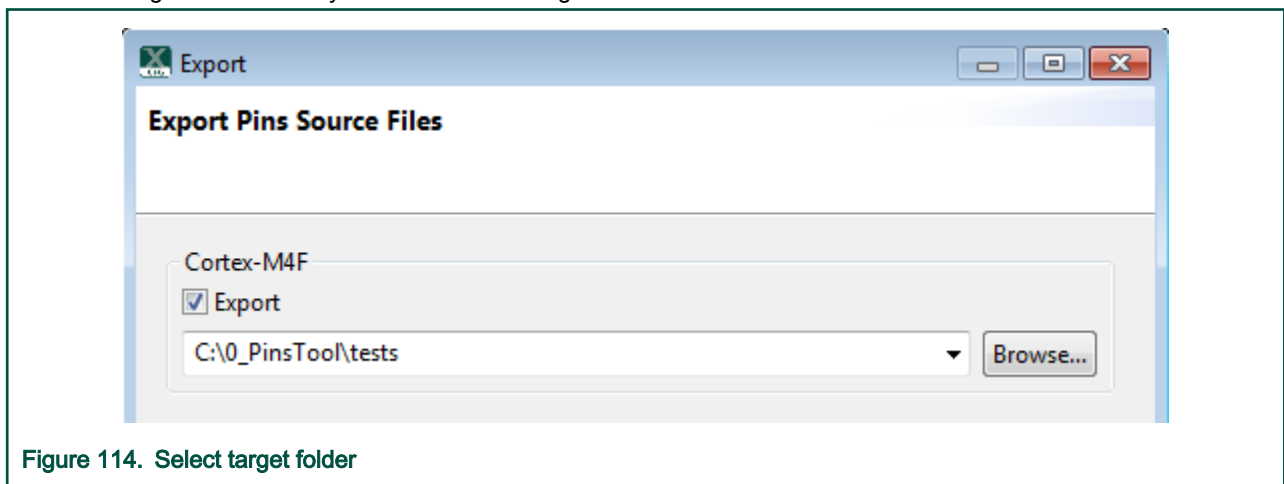 Export
Export Pins Source Files
Cortex-M4F
Export
C:\0_PinsTool\tests
Browse...
Figure 114. Select target folder